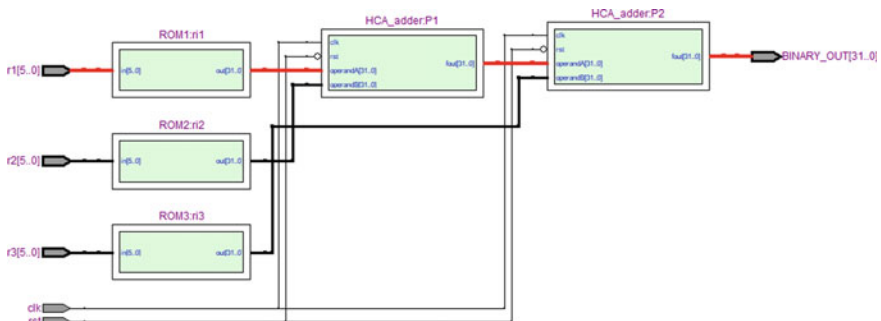 HCA_adder:P2
HCA_adder:P1
ROM1:ri1
clk
rst
operandA[31..0]
operandB[31..0]
fout[31..0]
clk
rst
operandA[31..0]
operandB[31..0]
fout[31..0]
BINARY_OUT[31..0]
r1[5..0]
in[5..0]
out[31..0]
ROM2:ri2
r2[5..0]
in[5..0]
out[31..0]
ROM3:ri3
r3[5..0]
in[5..0]
out[31..0]
clk
rst